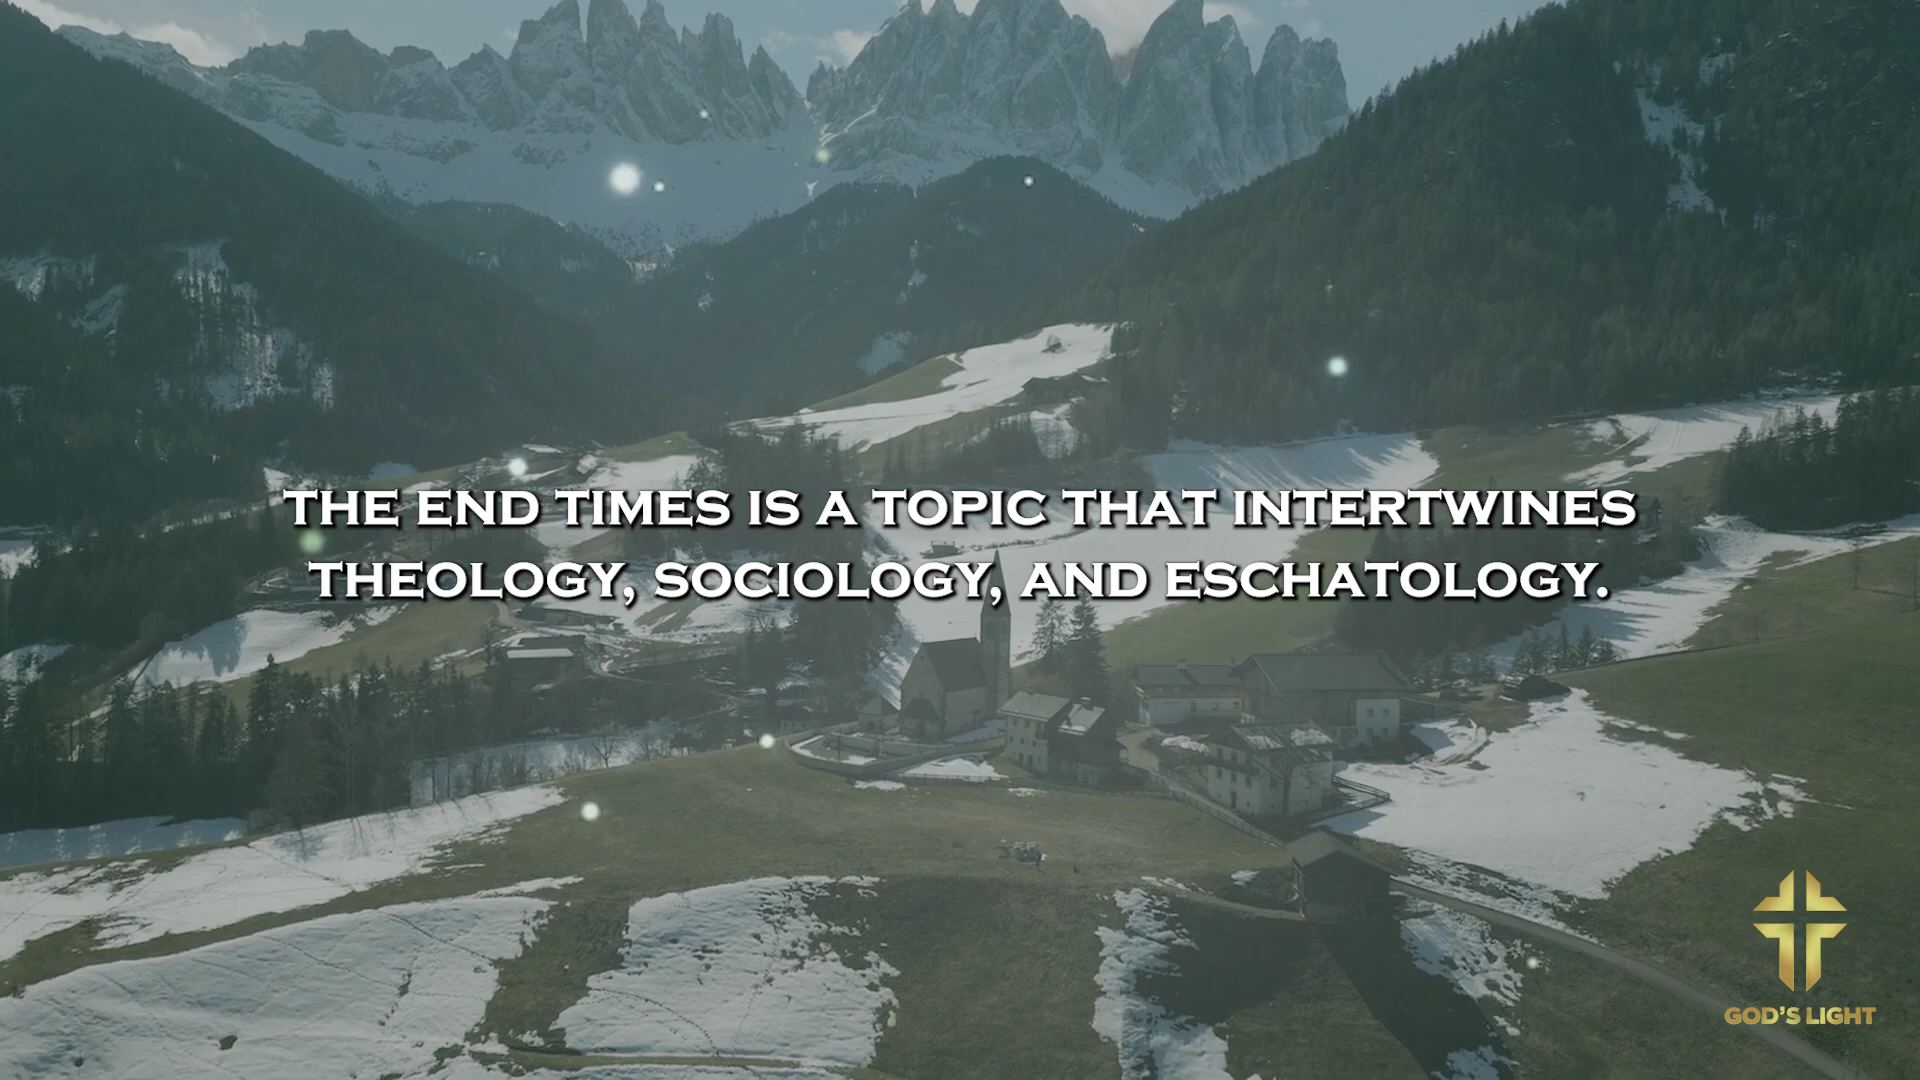 THE END TIMES IS A TOPIC THAT INTERTWINES
THEOLOGY, SOCIOLOGY, AND ESCHATOLOGY.
GOD'S LIGHT